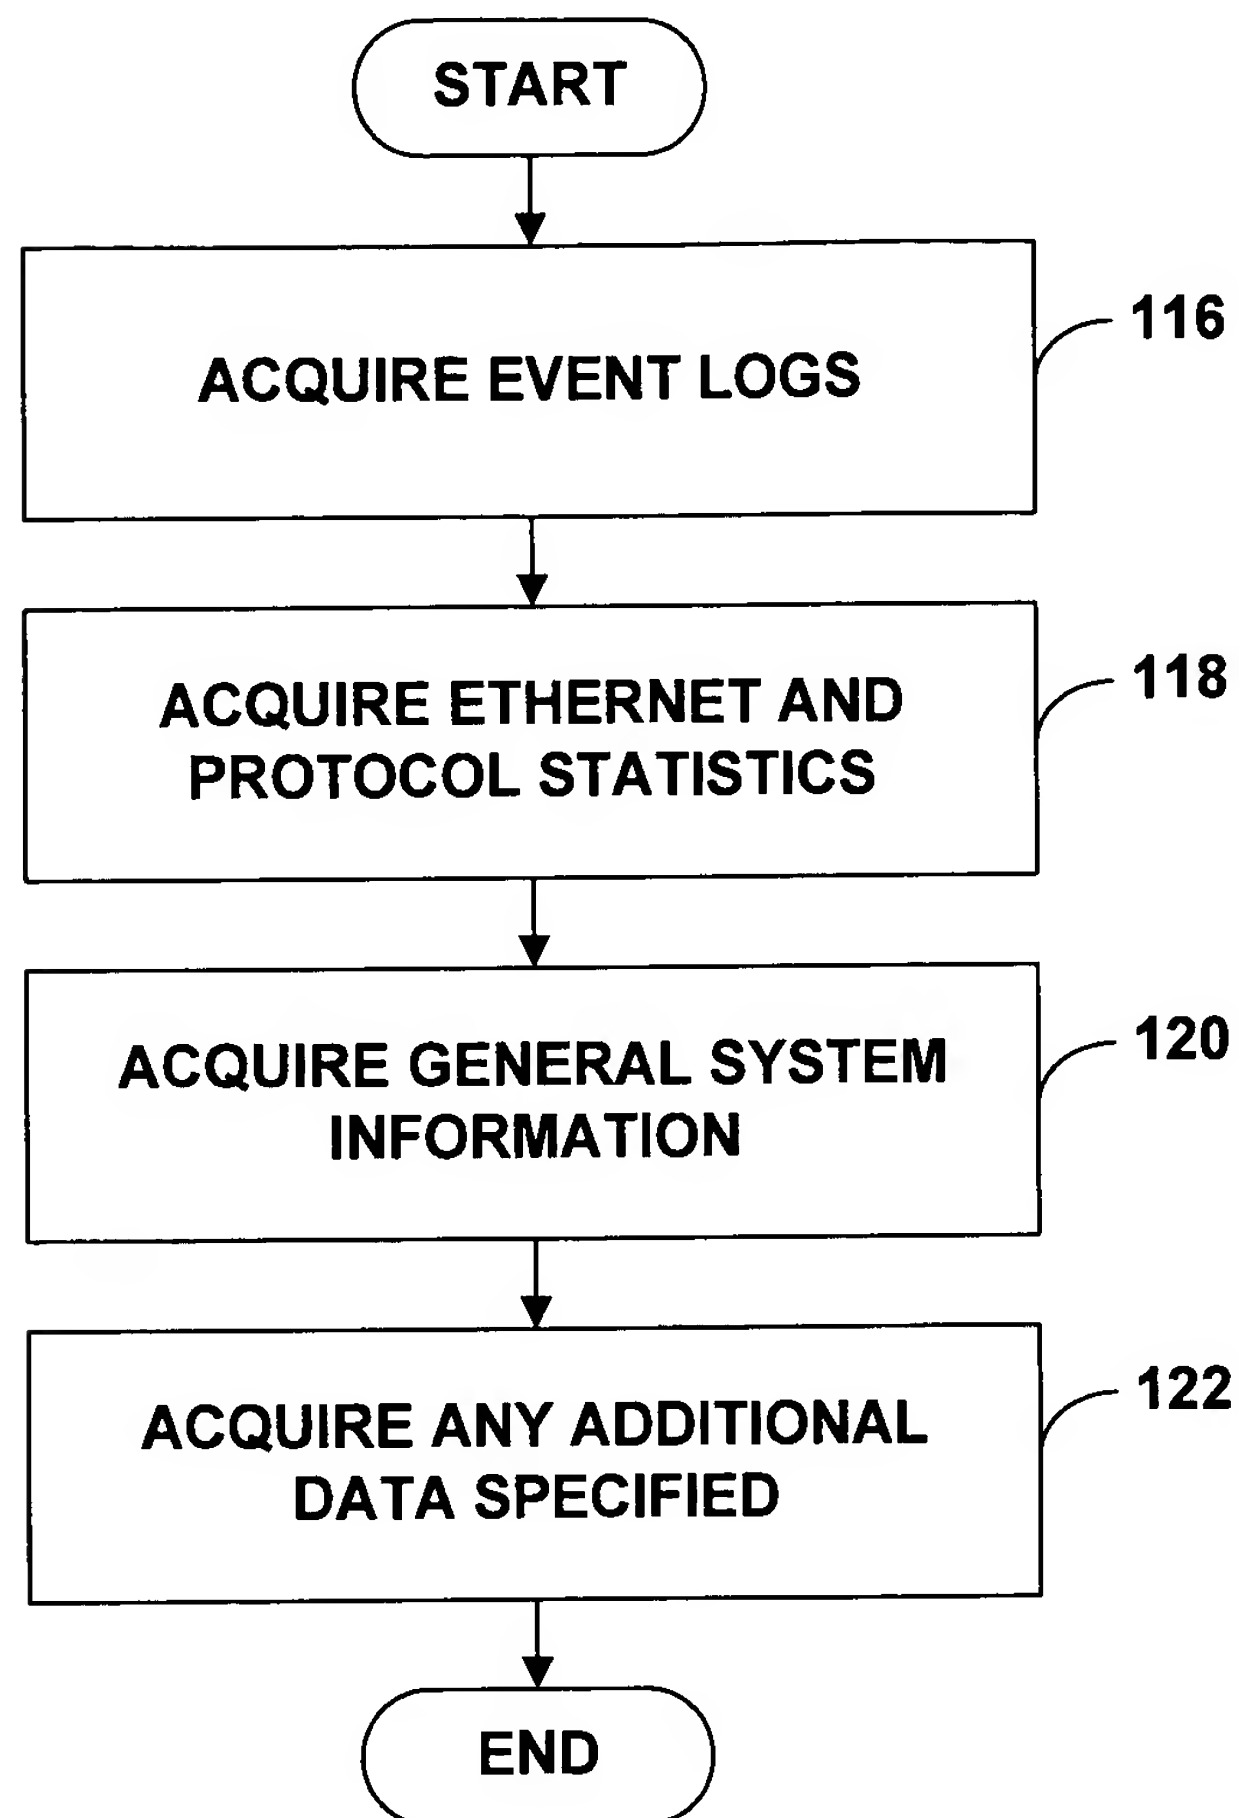 START
ACQUIRE EVENT LOGS
116
ACQUIRE ETHERNET AND
PROTOCOL STATISTICS
118
ACQUIRE GENERAL SYSTEM
INFORMATION
120
ACQUIRE ANY ADDITIONAL
DATA SPECIFIED
122
END